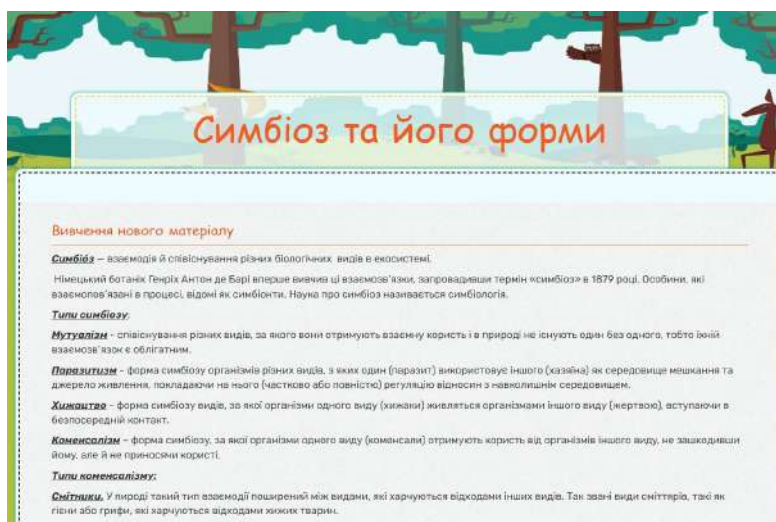 Симбіоз та його форми
Вивчення нового матеріалу
Симбіо́з – взаємодія й співіснування різних біологічних видів в екосистемі.
Німецький ботанік Генріх Антон де Барі вперше вивчив ці взаємозв'язки, запровадивши термін «симбіоз» в 1879 році. Особини, які
взаємопов'язані в процесі, відомі як симбіонти. Наука про симбіоз називається симбіологія.
Типи симбіозу:
Мутуалізм - співіснування різних видів, за якого вони отримують взаємну користь і в природі не існують один без одного, тобто їхній
взаємозв'язок є облігатним.
Паразитизм - форма симбіозу організмів різних видів, з яких один (паразит) використовує іншого (хазяїна) як середовище мешкання та
джерело живлення, покладаючи на нього (частково або повністю) регуляцію відносин з навколишнім середовищем.
Хижацтво - форма симбіозу видів, за якої організми одного виду (хижаки) живляться організмами іншого виду (жертвою), вступаючи в
безпосередній контакт.
Коменсалізм – форма симбіозу, за якої організми одного виду (коменсали) отримують користь від організмів іншого виду, не зашкодивши
йому, але й не приносячи користі.
Типи коменсалізму:
Смітники. У пироді такий тип взаємодії поширений між видами, які харчуються відходами інших видів. Так звані види сміттярів, такі як
гієни або грифи, які харчуються відходами хижих тварин.